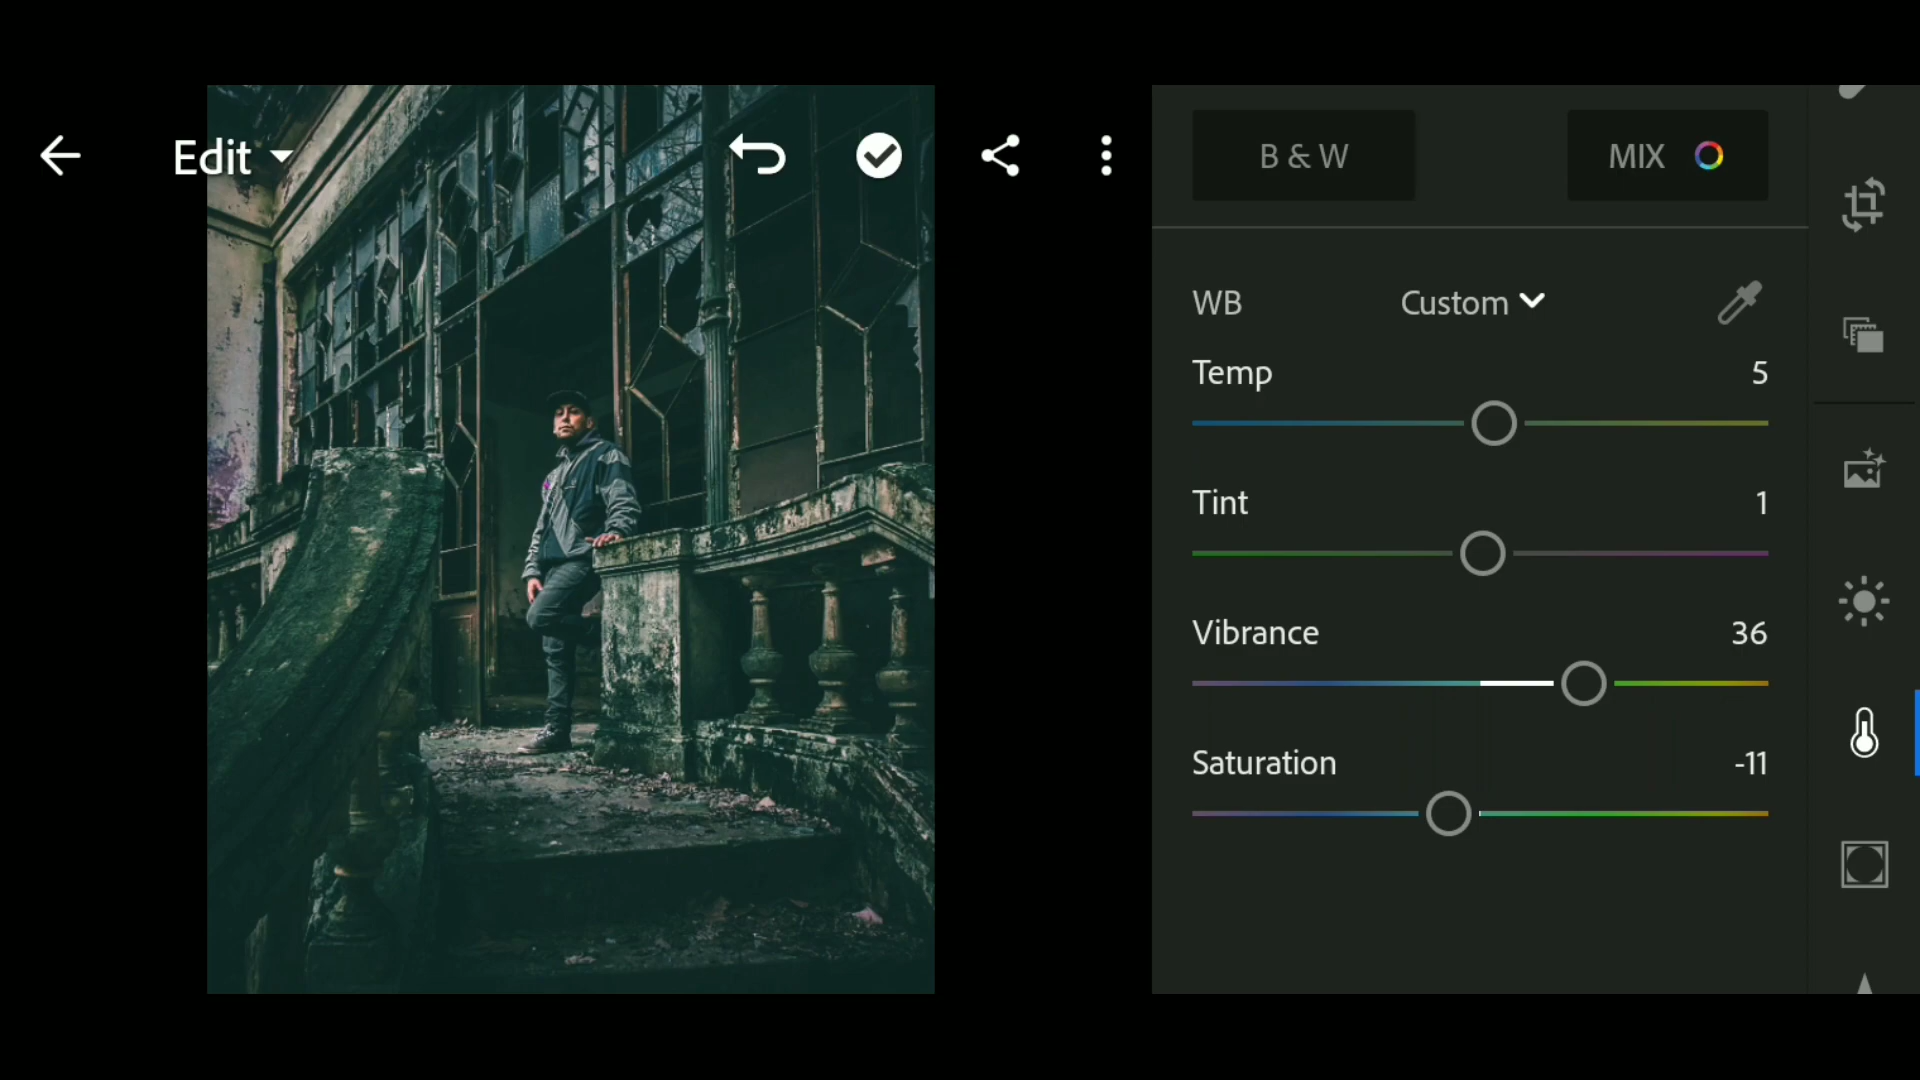 Edit
B & W
MIX
WB
Custom
Temp
5
Tint
1
Vibrance
36
Saturation
-11